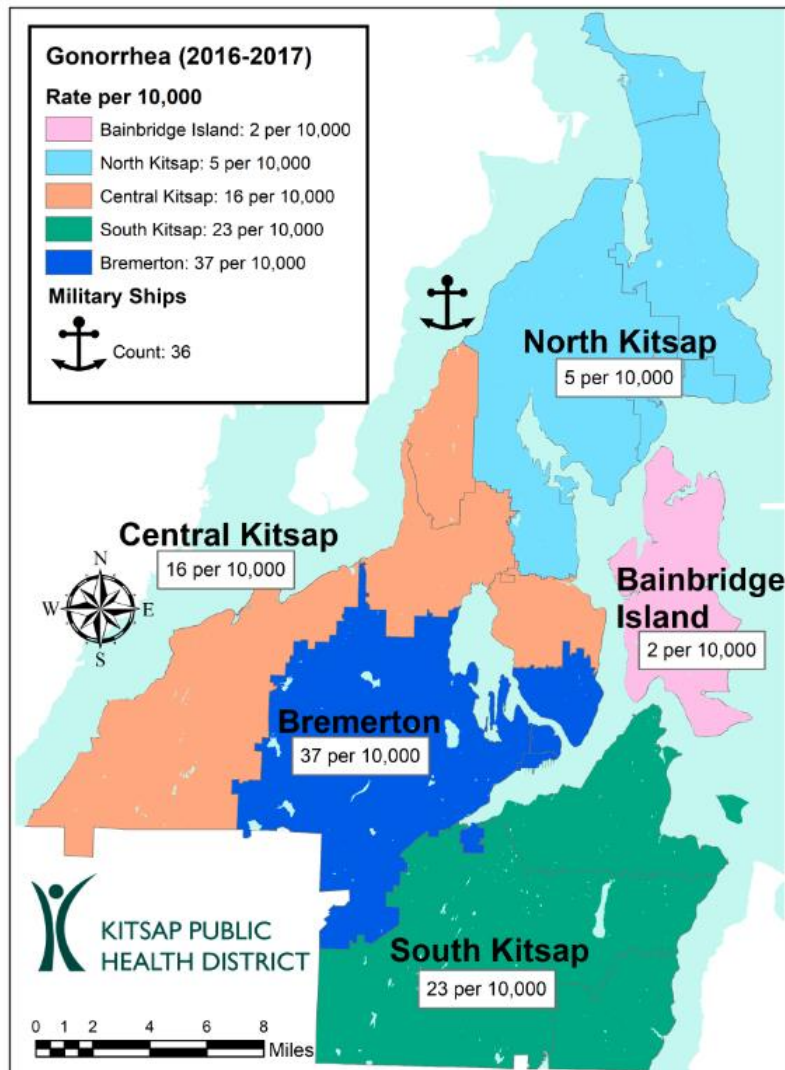 Gonorrhea (2016-2017)
Rate per 10,000
Bainbridge Island: 2 per 10,000
North Kitsap: 5 per 10,000
Central Kitsap: 16 per 10,000
South Kitsap: 23 per 10,000
Bremerton: 37 per 10,000
Military Ships
Count: 36
North Kitsap
5 per 10,000
Central Kitsap
16 per 10,000
N
W E
S
Bainbridge
Island
2 per 10,000
Bremerton
37 per 10,000
KITSAP PUBLIC
HEALTH DISTRICT
South Kitsap
23 per 10,000
0 1 2 4 6 8
Miles